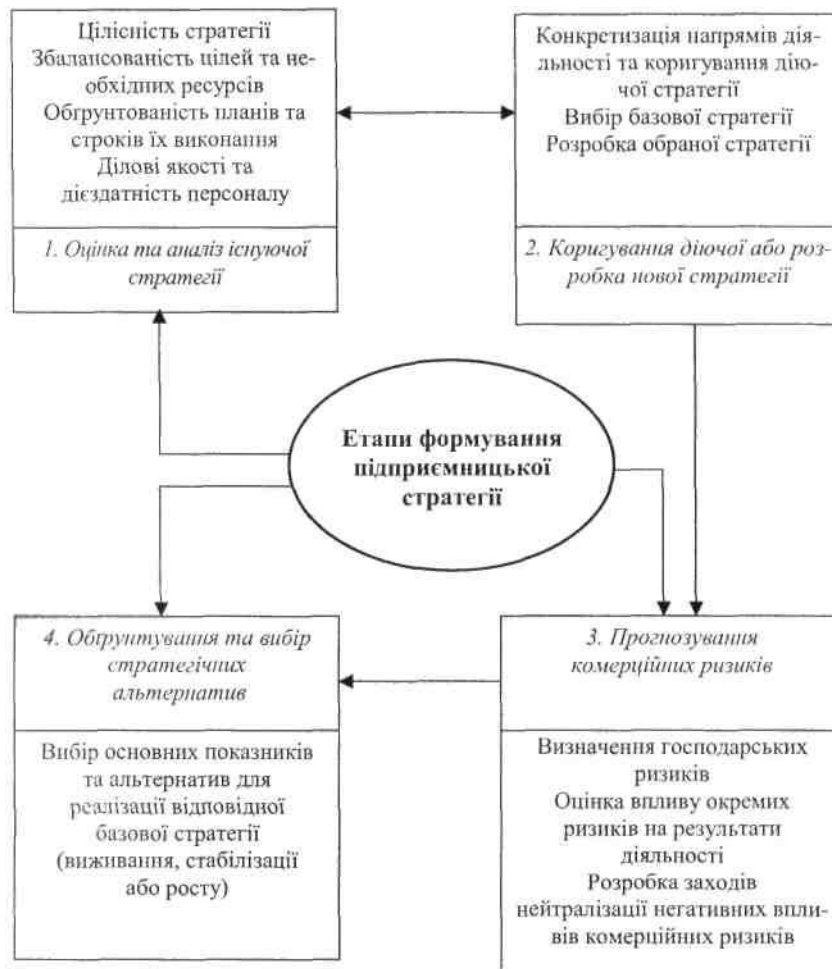 Цілісність стратегії
Збалансованість цілей та не-
обхідних ресурсів
Обґрунтованість планів та
строків їх виконання
Ділові якості та
дієздатність персоналу
1. Оцінка та аналіз існуючої
стратегії
Конкретизація напрямів дія-
льності та коригування дію-
чої стратегії
Вибір базової стратегії
Розробка обраної стратегії
2. Коригування діючої або роз-
робка нової стратегії
Етапи формування
підприємницької
стратегії
4. Обґрунтування та вибір
стратегічних
альтернатив
Вибір основних показників
та альтернатив для
реалізації відповідної
базової стратегії
(виживання, стабілізації
або росту)
3. Прогнозування
комерційних ризиків
Визначення господарських
ризиків
Оцінка впливу окремих
ризиків на результати
діяльності
Розробка заходів
нейтралізації негативних впли-
вів комерційних ризиків